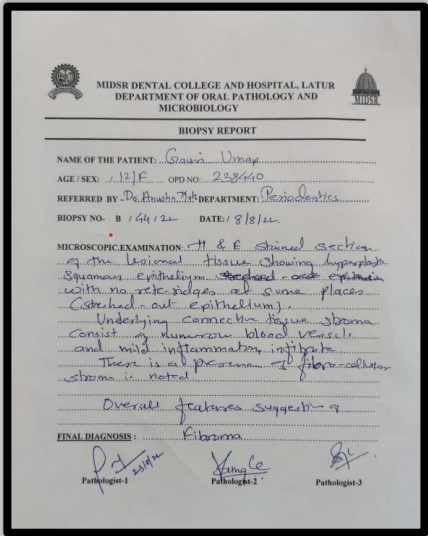 MIDSR DENTAL COLLEGE AND HOSPITAL, LATUR
DEPARTMENT OF ORAL PATHOLOGY AND
MICROBIOLOGY
MIDSR
BIOPSY REPORT
NAME OF THE PATIENT: Gauri Umap
AGE / SEX: 12/F OPD NO: 238440
REFERRED BY - Dr. DEPARTMENT: Periodontics
BIOPSY NO- B / 44 / 22 DATE: / 8/8/22
MICROSCOPIC.EXAMINATION: H & E stained section
of the lesional tissue showing hyperplastic
squamous epithelium
with no rete-ridges at some places
(streched-out epithelium).
Underlying connective tissue stroma
consist of numerous blood vessels
and mild inflammatory infiltrate
There is presence of fibro-cellular
stroma is noted
Overall features suggestive
FINAL DIAGNOSIS : Fibroma
Pathologist-1 Pathologist-2 Pathologist-3